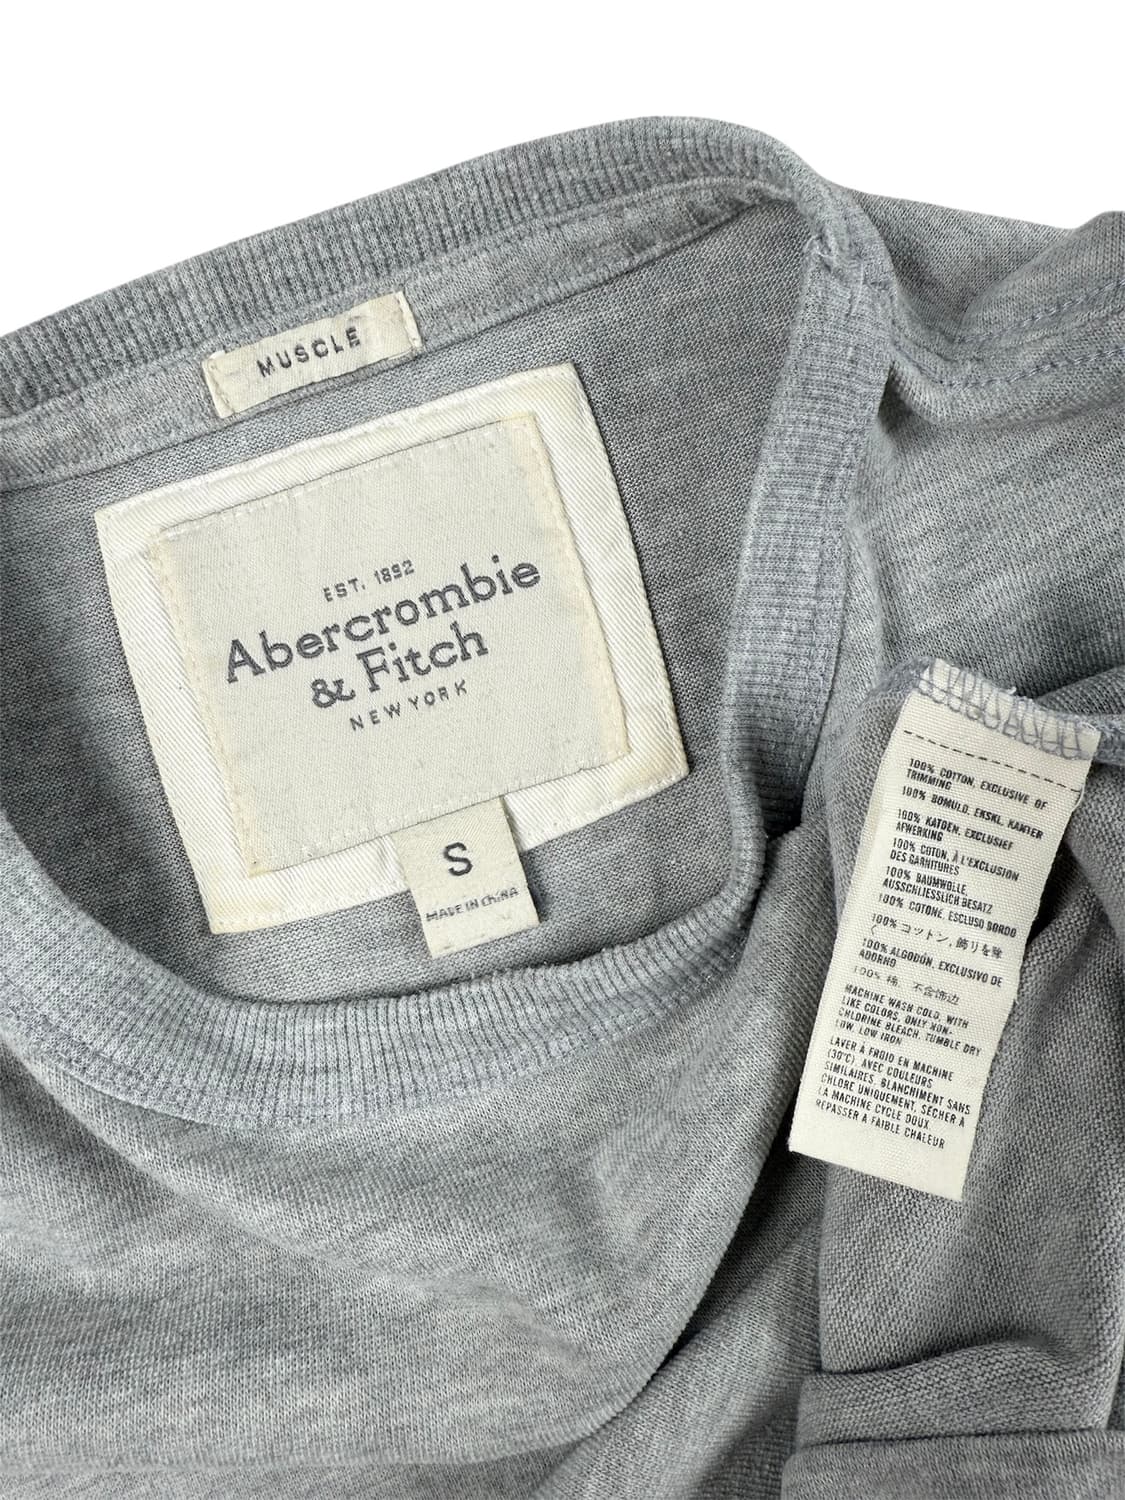 MUSCLE
EST. 1892
Abercrombie
& Fitch
NEW YORK
S
MADE IN CHINA
100% COTTON, EXCLUSIVE OF
TRIMMING
100% BOMULD, EKSKL. KANTER
100% KATOEN, EXCLUSIEF
AFWERKING
100% COTON, À L'EXCLUSION
DES GARNITURES
100% BAUMWOLLE,
AUSSCHLIESSLICH BESATZ
100% COTONE, ESCLUSO BORDO
100% コットン, 飾りを除
く
100% ALGODÓN, EXCLUSIVO DE
ADORNO
100% 棉, 不含饰边
MACHINE WASH COLD, WITH
LIKE COLORS, ONLY NON-
CHLORINE BLEACH, TUMBLE DRY
LOW, LOW IRON
LAVER À FROID EN MACHINE
(30°C), AVEC COULEURS
SIMILAIRES, BLANCHIMENT SANS
CHLORE UNIQUEMENT, SÉCHER À
LA MACHINE CYCLE DOUX,
REPASSER À FAIBLE CHALEUR